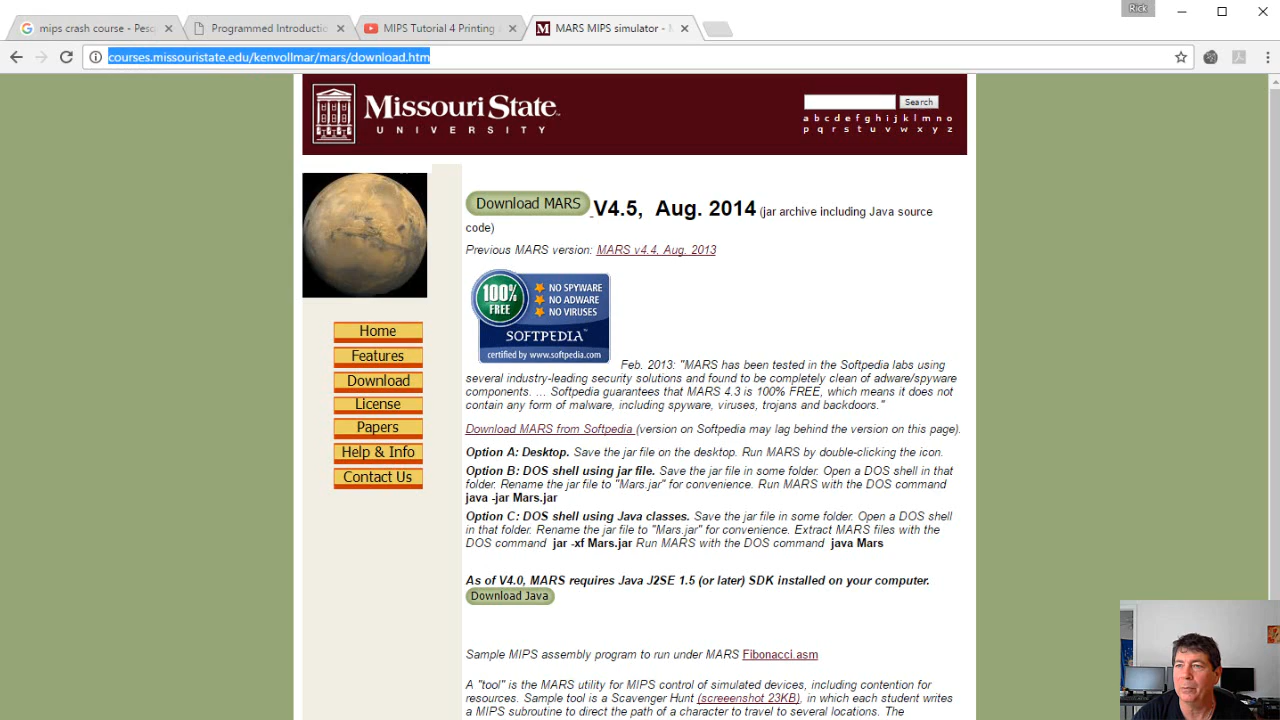 Rick
mips crash course - Pesq
Programmed Introductio
MIPS Tutorial 4 Printing
MARS MIPS simulator -
courses.missouristate.edu/kenvollmar/mars/download.htm
Missouri State
UNIVERSITY
Search
a b c d e f g h i j k l m n o
p q r s t u v w x y z
Download MARS V4.5, Aug. 2014 (jar archive including Java source
code)
Previous MARS version: MARS v4.4, Aug. 2013
100%
FREE
NO SPYWARE
NO ADWARE
NO VIRUSES
SOFTPEDIA
certified by www.softpedia.com
Home
Features
Download
License
Papers
Help & Info
Contact Us
Feb. 2013: "MARS has been tested in the Softpedia labs using
several industry-leading security solutions and found to be completely clean of adware/spyware
components. ... Softpedia guarantees that MARS 4.3 is 100% FREE, which means it does not
contain any form of malware, including spyware, viruses, trojans and backdoors."
Download MARS from Softpedia (version on Softpedia may lag behind the version on this page).
Option A: Desktop. Save the jar file on the desktop. Run MARS by double-clicking the icon.
Option B: DOS shell using jar file. Save the jar file in some folder. Open a DOS shell in that
folder. Rename the jar file to "Mars.jar" for convenience. Run MARS with the DOS command
java -jar Mars.jar
Option C: DOS shell using Java classes. Save the jar file in some folder. Open a DOS shell
in that folder. Rename the jar file to "Mars.jar" for convenience. Extract MARS files with the
DOS command jar -xf Mars.jar Run MARS with the DOS command java Mars
As of V4.0, MARS requires Java J2SE 1.5 (or later) SDK installed on your computer.
Download Java
Sample MIPS assembly program to run under MARS Fibonacci.asm
A "tool" is the MARS utility for MIPS control of simulated devices, including contention for
resources. Sample tool is a Scavenger Hunt (screeenshot 23KB), in which each student writes
a MIPS subroutine to direct the path of a character to travel to several locations. The